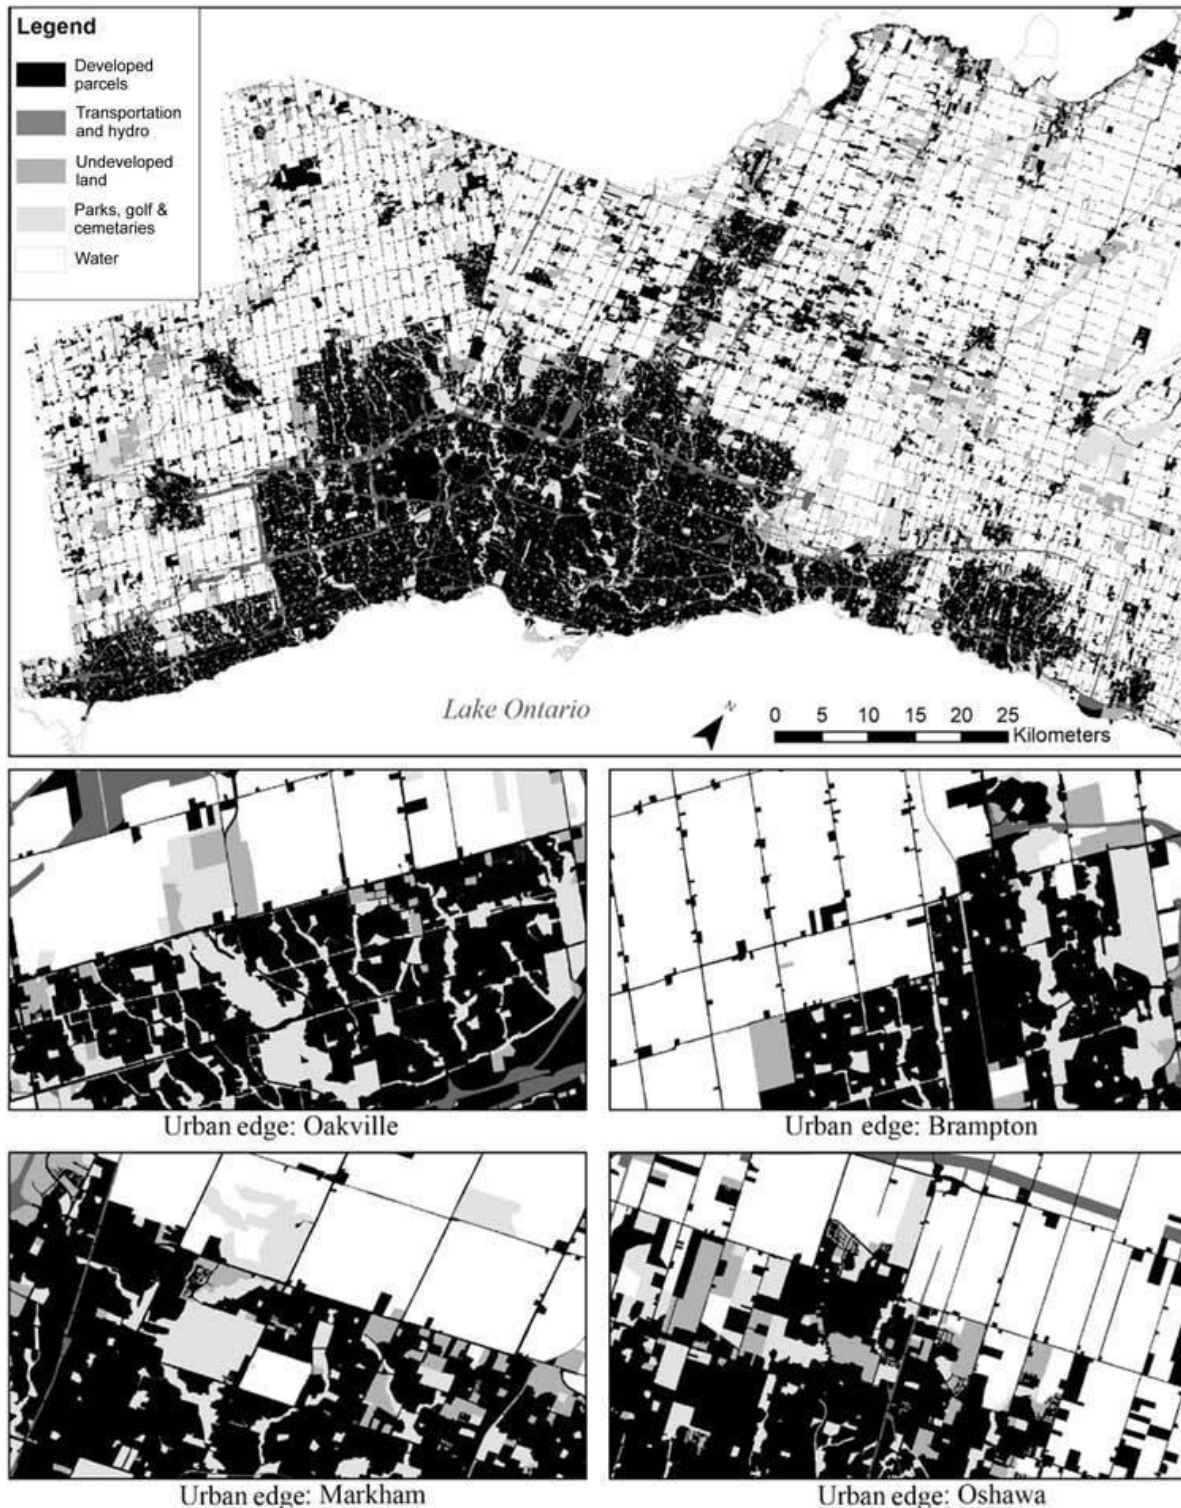 Legend
Developed
parcels
Transportation
and hydro
Undeveloped
land
Parks, golf &
cemetaries
Water
Lake Ontario
N
0 5 10 15 20 25
Kilometers
Urban edge: Oakville
Urban edge: Brampton
Urban edge: Markham
Urban edge: Oshawa